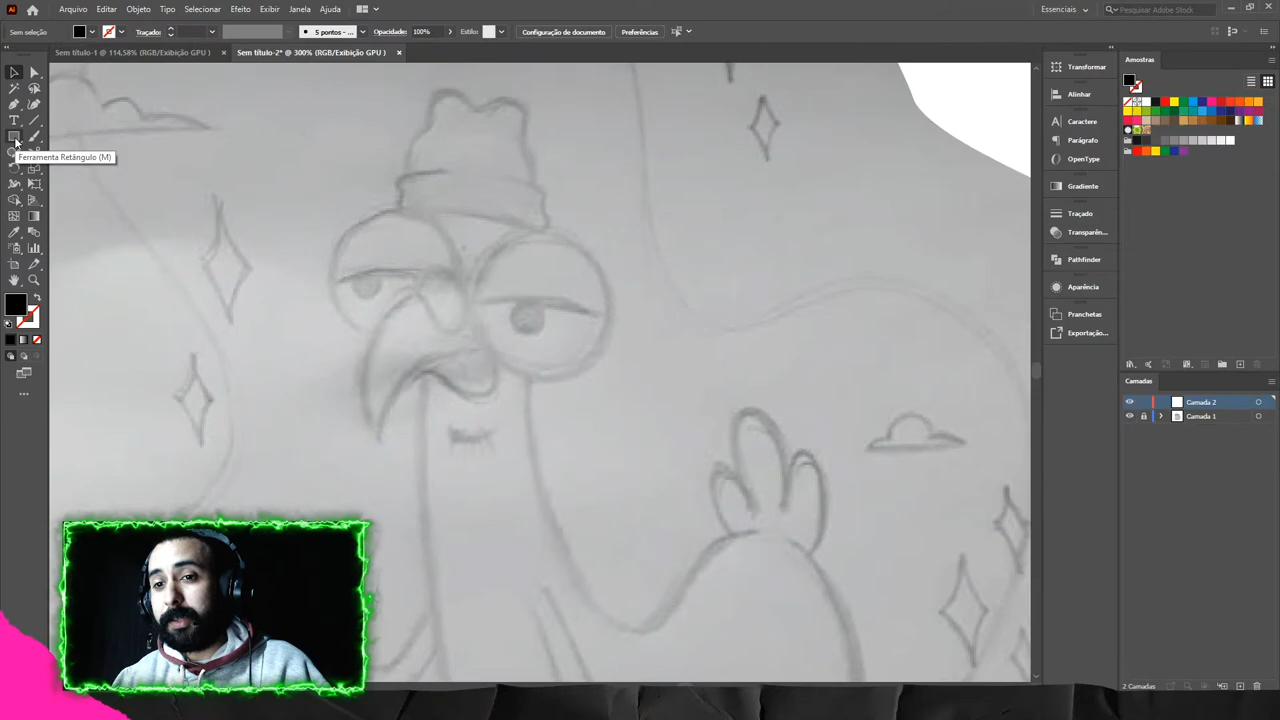 Arquivo Editar Objeto Tipo Selecionar Efeito Exibir Janela Ajuda Essenciais Pesquisar Adobe Stock
Sem seleção Traçado: 5 pontos - ... Opacidade: 100% Estilo: Configuração de documento Preferências
Sem título-1 @ 114,58% (RGB/Exibição GPU ) × Sem título-2* @ 300% (RGB/Exibição GPU ) ×
Ferramenta Retângulo (M)
Transformar
Alinhar
Caractere
Parágrafo
OpenType
Gradiente
Traçado
Transparên...
Pathfinder
Aparência
Pranchetas
Exportação...
Amostras
Camadas
Camada 2
Camada 1
2 Camadas